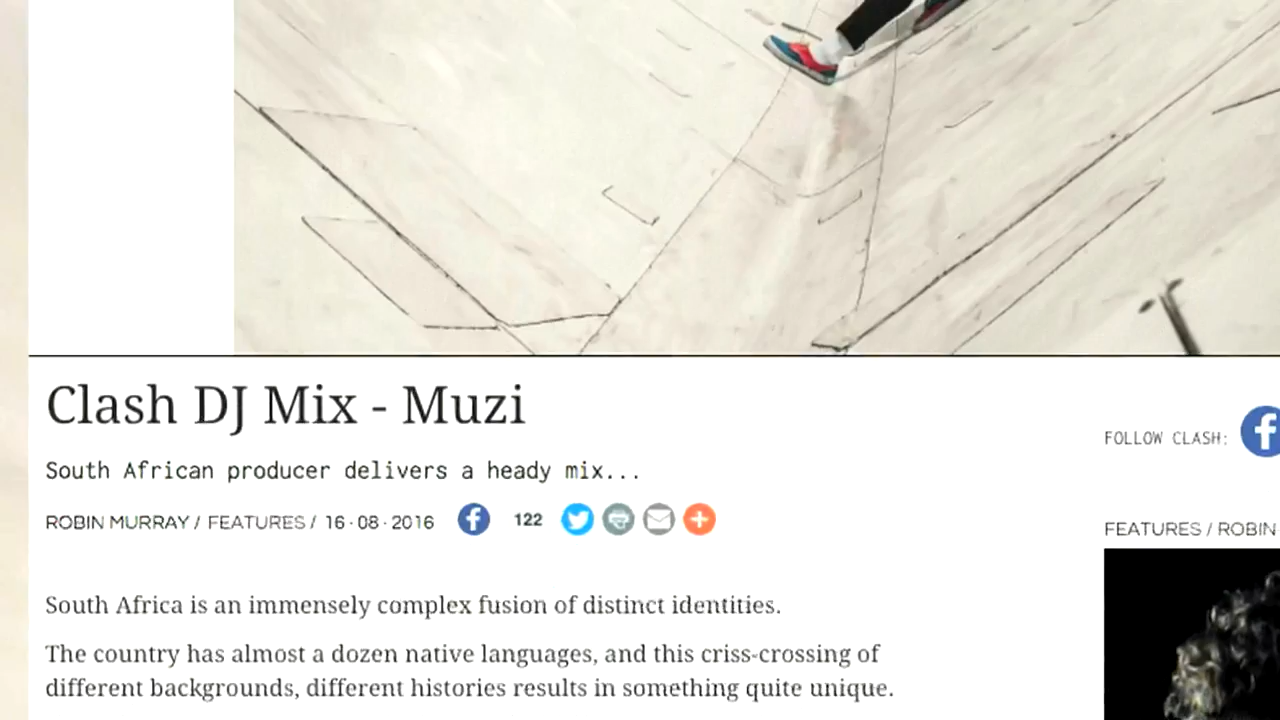 Clash DJ Mix - Muzi
South African producer delivers a heady mix...
ROBIN MURRAY / FEATURES / 16 · 08 · 2016
122
South Africa is an immensely complex fusion of distinct identities.
The country has almost a dozen native languages, and this criss-crossing of
different backgrounds, different histories results in something quite unique.
FOLLOW CLASH:
FEATURES / ROBIN